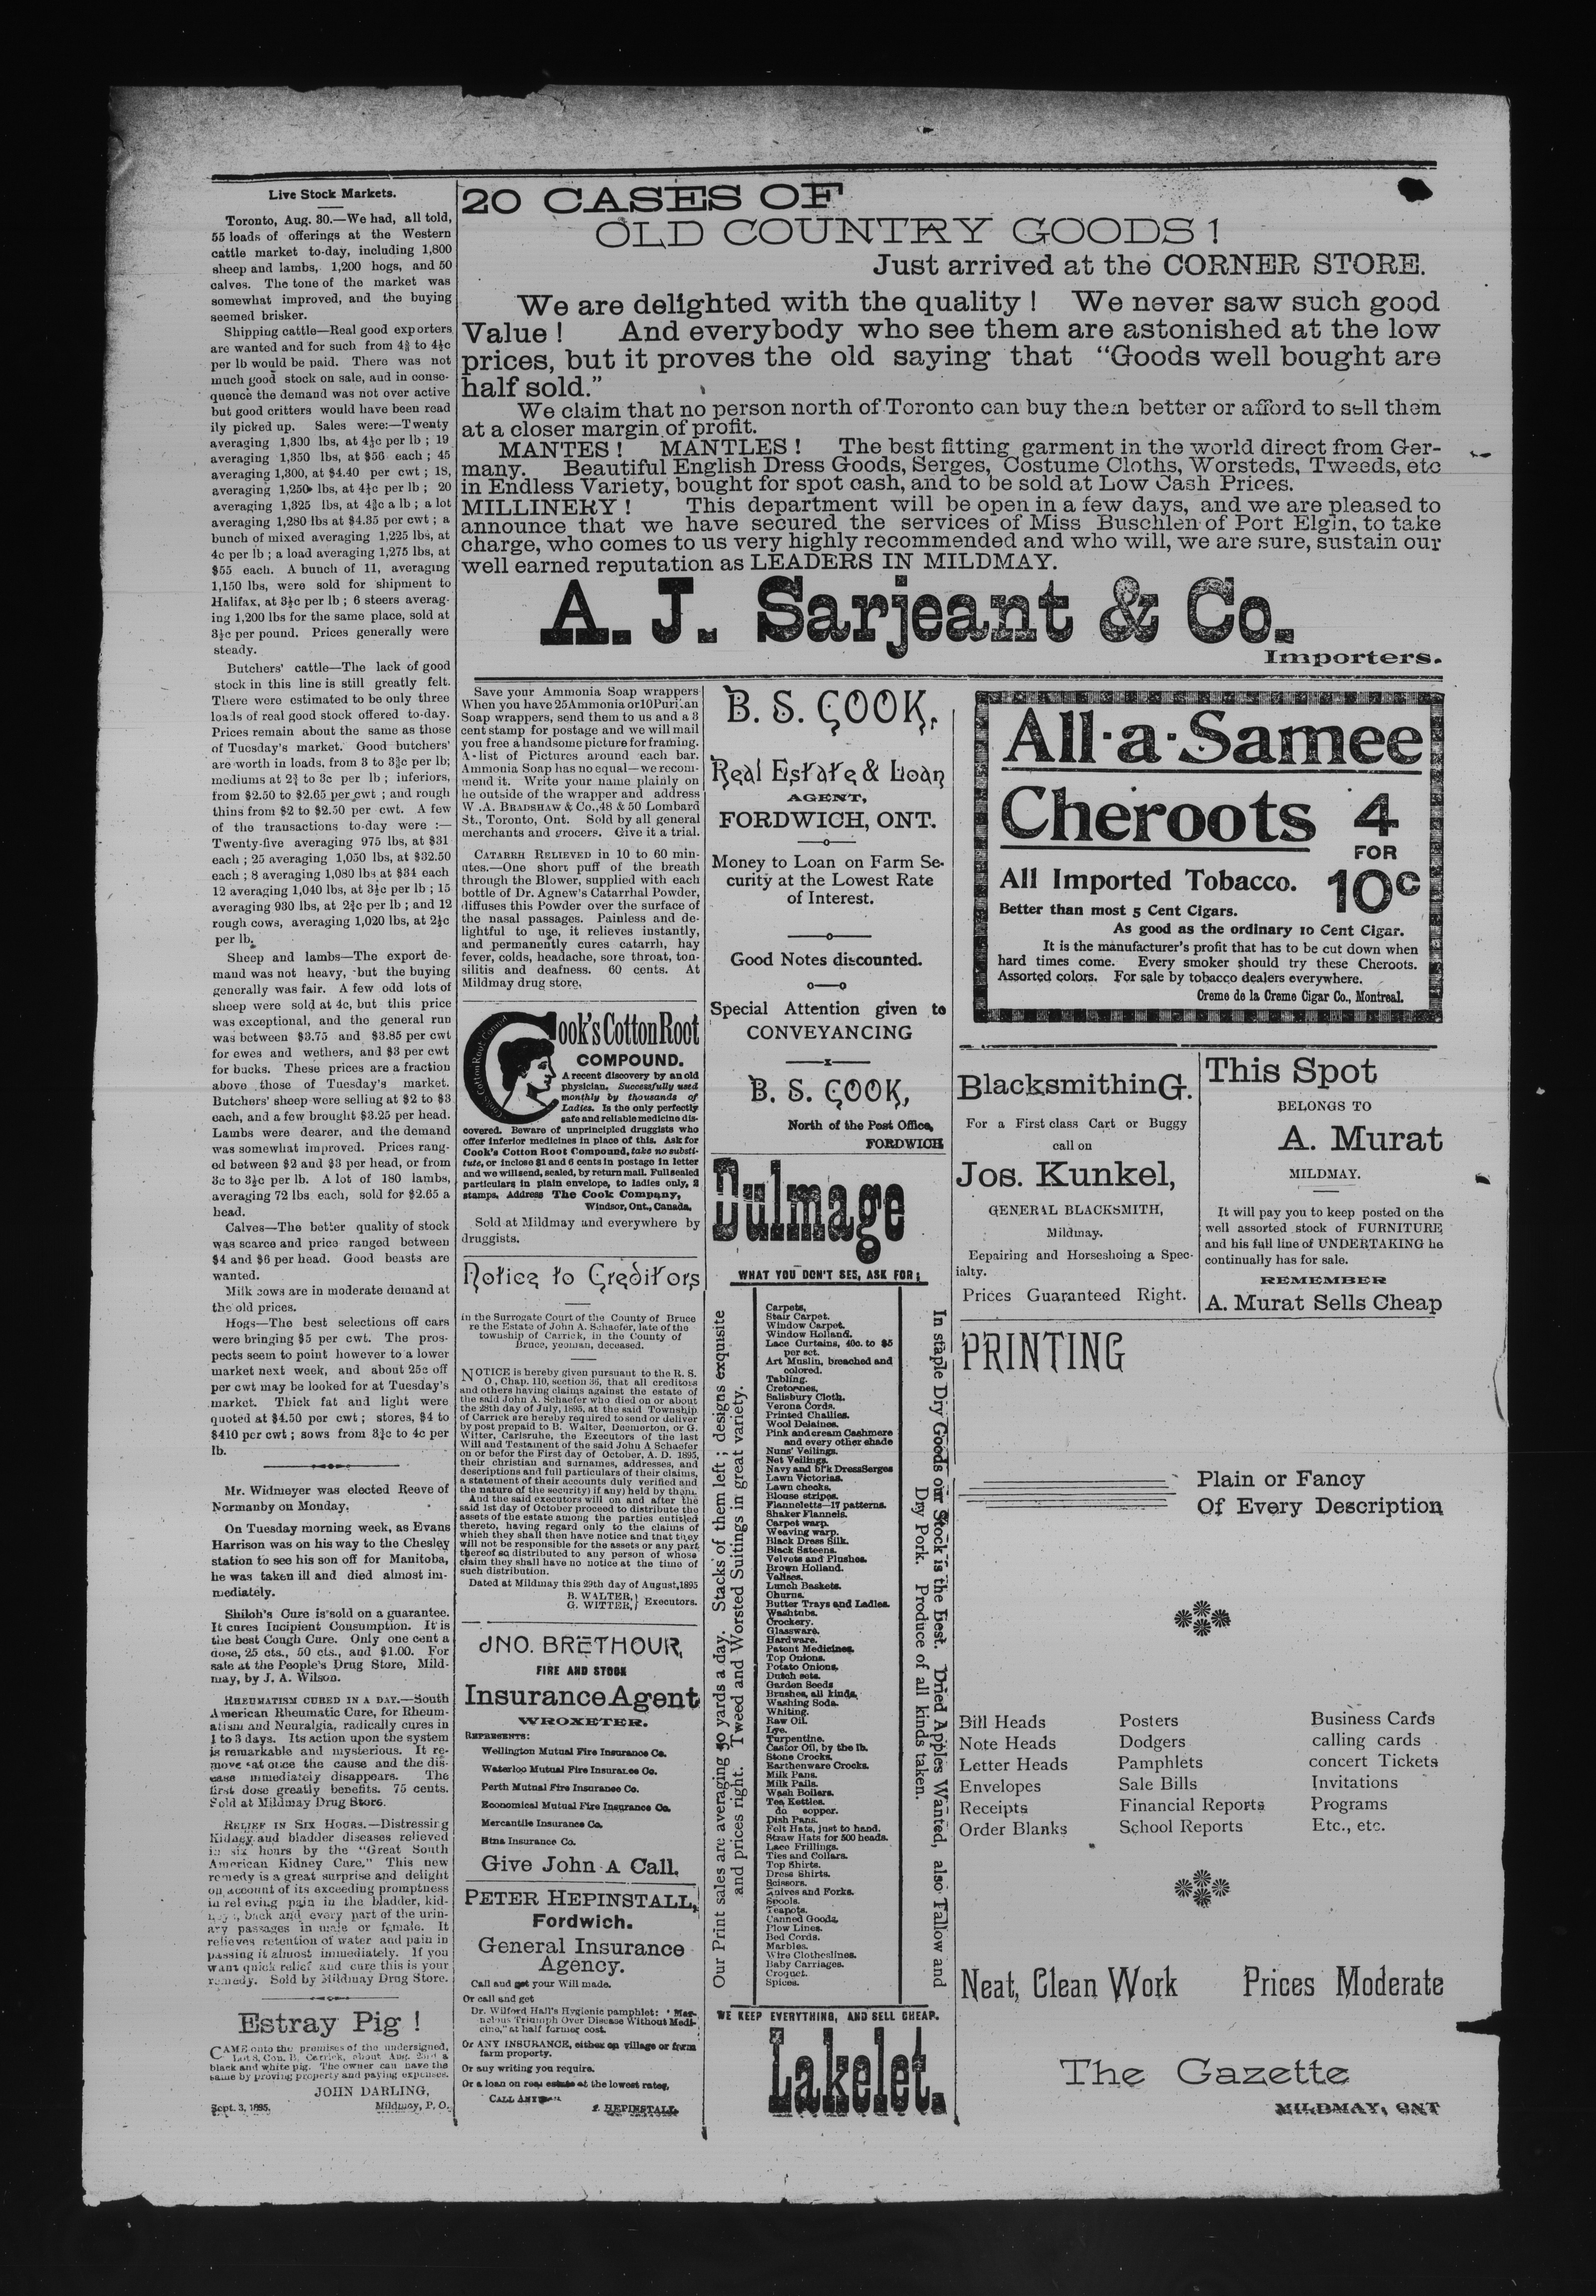 Live Stock Markets.
Toronto, Aug. 30.—We had, all told,
55 loads of offerings at the Western
cattle market to-day, including 1,800
sheep and lambs, 1,200 hogs, and 50
calves. The tone of the market was
somewhat improved, and the buying
seemed brisker.
Shipping cattle—Real good exporters
are wanted and for such from 4⅜ to 4½c
per lb would be paid. There was not
much good stock on sale, aud in conse-
quence the demand was not over active
but good critters would have been read
ily picked up. Sales were:—Twenty
averaging 1,300 lbs, at 4½c per lb ; 19
averaging 1,350 lbs, at $56 each ; 45
averaging 1,300, at $4.40 per cwt ; 18,
averaging 1,250 lbs, at 4¼c per lb ; 20
averaging 1,325 lbs, at 4⅜c a lb ; a lot
averaging 1,280 lbs at $4.35 per cwt ; a
bunch of mixed averaging 1,225 lbs, at
4c per lb ; a load averaging 1,275 lbs, at
$55 each. A bunch of 11, averaging
1,150 lbs, were sold for shipment to
Halifax, at 3½c per lb ; 6 steers averag-
ing 1,200 lbs for the same place, sold at
3½c per pound. Prices generally were
steady.
Butchers' cattle—The lack of good
stock in this line is still greatly felt.
There were estimated to be only three
loads of real good stock offered to-day.
Prices remain about the same as those
of Tuesday's market. Good butchers'
are worth in loads, from 3 to 3⅜c per lb;
mediums at 2¾ to 3c per lb ; inferiors,
from $2.50 to $2.65 per cwt ; and rough
thins from $2 to $2.50 per cwt. A few
of the transactions to-day were :—
Twenty-five averaging 975 lbs, at $31
each ; 25 averaging 1,050 lbs, at $32.50
each ; 8 averaging 1,080 lbs at $34 each
12 averaging 1,040 lbs, at 3½c per lb ; 15
averaging 930 lbs, at 2¾c per lb ; and 12
rough cows, averaging 1,020 lbs, at 2½c
per lb.
Sheep and lambs—The export de-
mand was not heavy, but the buying
generally was fair. A few odd lots of
sheep were sold at 4c, but this price
was exceptional, and the general run
was between $3.75 and $3.85 per cwt
for ewes and wethers, and $3 per cwt
for bucks. These prices are a fraction
above those of Tuesday's market.
Butchers' sheep were selling at $2 to $3
each, and a few brought $3.25 per head.
Lambs were dearer, and the demand
was somewhat improved. Prices rang-
ed between $2 and $3 per head, or from
3c to 3½c per lb. A lot of 180 lambs,
averaging 72 lbs each, sold for $2.65 a
head.
Calves—The better quality of stock
was scarce and price ranged between
$4 and $6 per head. Good beasts are
wanted.
Milk cows are in moderate demand at
the old prices.
Hogs—The best selections off cars
were bringing $5 per cwt. The pros-
pects seem to point however to a lower
market next week, and about 25c off
per cwt may be looked for at Tuesday's
market. Thick fat and light were
quoted at $4.50 per cwt ; stores, $4 to
$410 per cwt ; sows from 3¾c to 4c per
lb.
Mr. Widmeyer was elected Reeve of
Normanby on Monday.
On Tuesday morning week, as Evans
Harrison was on his way to the Chesley
station to see his son off for Manitoba,
he was taken ill and died almost im-
mediately.
Shiloh's Cure is sold on a guarantee.
It cures Incipient Consumption. It is
the best Cough Cure. Only one cent a
dose, 25 cts., 50 cts., and $1.00. For
sale at the People's Drug Store, Mild-
may, by J. A. Wilson.
RHEUMATISM CURED IN A DAY.—South
American Rheumatic Cure, for Rheum-
atism and Neuralgia, radically cures in
1 to 3 days. Its action upon the system
is remarkable and mysterious. It re-
move at once the cause and the dis-
ease immediately disappears. The
first dose greatly benefits. 75 cents.
Sold at Mildmay Drug Store.
RELIEF IN SIX HOURS.—Distressing
Kidney and bladder diseases relieved
in six hours by the "Great South
American Kidney Cure." This new
remedy is a great surprise and delight
on account of its exceeding promptness
in relieving pain in the bladder, kid-
neys, back and every part of the urin-
ary passages in male or female. It
relieves retention of water and pain in
passing it almost immediately. If you
want quick relief and cure this is your
remedy. Sold by Mildmay Drug Store.
Estray Pig !
CAME onto the premises of the undersigned,
Lot 8, Con. B, Carrick, about Aug. 23rd a
black and white pig. The owner can have the
same by proving property and paying expenses.
JOHN DARLING,
Sept. 3, 1895. Mildmay, P. O.
20 CASES OF
OLD COUNTRY GOODS !
Just arrived at the CORNER STORE.
We are delighted with the quality ! We never saw such good
Value ! And everybody who see them are astonished at the low
prices, but it proves the old saying that "Goods well bought are
half sold."
We claim that no person north of Toronto can buy them better or afford to sell them
at a closer margin of profit.
MANTES ! MANTLES ! The best fitting garment in the world direct from Ger-
many. Beautiful English Dress Goods, Serges, Costume Cloths, Worsteds, Tweeds, etc
in Endless Variety, bought for spot cash, and to be sold at Low Cash Prices.
MILLINERY ! This department will be open in a few days, and we are pleased to
announce that we have secured the services of Miss Buschlen of Port Elgin, to take
charge, who comes to us very highly recommended and who will, we are sure, sustain our
well earned reputation as LEADERS IN MILDMAY.
A. J. Sarjeant & Co.
Importers.
Save your Ammonia Soap wrappers
When you have 25 Ammonia or 10 Puritan
Soap wrappers, send them to us and a 3
cent stamp for postage and we will mail
you free a handsome picture for framing.
A list of Pictures around each bar.
Ammonia Soap has no equal—we recom-
mend it. Write your name plainly on
he outside of the wrapper and address
W .A. BRADSHAW & Co., 48 & 50 Lombard
St., Toronto, Ont. Sold by all general
merchants and grocers. Give it a trial.
CATARRH RELIEVED in 10 to 60 min-
utes.—One short puff of the breath
through the Blower, supplied with each
bottle of Dr. Agnew's Catarrhal Powder,
diffuses this Powder over the surface of
the nasal passages. Painless and de-
lightful to use, it relieves instantly,
and permanently cures catarrh, hay
fever, colds, headache, sore throat, ton-
silitis and deafness. 60 cents. At
Mildmay drug store.
Cook's Cotton Root
COMPOUND.
A recent discovery by an old
physician. Successfully used
monthly by thousands of
Ladies. Is the only perfectly
safe and reliable medicine dis-
covered. Beware of unprincipled druggists who
offer inferior medicines in place of this. Ask for
Cook's Cotton Root Compound, take no substi-
tute, or inclose $1 and 6 cents in postage in letter
and we will send, sealed, by return mail. Full sealed
particulars in plain envelope, to ladies only, 2
stamps. Address The Cook Company,
Windsor, Ont., Canada.
Sold at Mildmay and everywhere by
druggists.
Notice to Creditors
in the Surrogate Court of the County of Bruce
re the Estate of John A. Schaefer, late of the
township of Carrick, in the County of
Bruce, yeoman, deceased.
NOTICE is hereby given pursuant to the R. S.
O , Chap. 110, section 36, that all creditoss
and others having claims against the estate of
the said John A. Schaefer who died on or about
the 28th day of July, 1895, at the said Township
of Carrick are hereby required to send or deliver
by post prepaid to B. Walter, Deemerton, or G.
Witter, Carlsruhe, the Executors of the last
Will and Testament of the said John A Schaefer
on or befor the First day of October, A. D. 1895,
their christian and surnames, addresses, and
descriptions and full particulars of their claims,
a statement of their accounts duly verified and
the nature of the security) if any) held by them.
And the said executors will on and after the
said 1st day of October proceed to distribute the
assets of the estate among the parties entitled
thereto, having regard only to the claims of
which they shall then have notice and that they
will not be responsible for the assets or any part
thereof so distributed to any person of whose
claim they shall have no notice at the time of
such distribution.
Dated at Mildmay this 29th day of August, 1895
B. WALTER, } Executors.
G. WITTER, }
JNO. BRETHOUR,
FIRE AND STOCK
Insurance Agent
WROXETER.
REPRESENTS:
Wellington Mutual Fire Insurance Co.
Waterloo Mutual Fire Insurance Co.
Perth Mutual Fire Insurance Co.
Economical Mutual Fire Insurance Co.
Mercantile Insurance Co.
Etna Insurance Co.
Give John A Call.
PETER HEPINSTALL,
Fordwich.
General Insurance
Agency.
Call and get your Will made.
Or call and get
Dr. Wilford Hall's Hygienic pamphlet: ' Mar-
velous Triumph Over Disease Without Medi-
cine," at half former cost.
Or ANY INSURANCE, either on village or farm
farm property.
Or any writing you require.
Or a loan on real estate at the lowest rates.
CALL
HEPINSTALL
B. S. COOK,
Real Estate & Loan
AGENT,
FORDWICH, ONT.
Money to Loan on Farm Se-
curity at the Lowest Rate
of Interest.
Good Notes discounted.
Special Attention given to
CONVEYANCING
B. S. COOK,
North of the Post Office,
FORDWICH
Dulmage
WHAT YOU DON'T SES, ASK FOR ;
Our Print sales are averaging 50 yards a day. Stacks of them left ; designs exquisite
and prices right. Tweed and Worsted Suitings in great variety.
Carpets,
Stair Carpet.
Window Carpet.
Window Holland.
Lace Curtains, 40c. to $5
per set.
Art Muslin, breached and
colored.
Tabling.
Cretornes.
Salisbury Cloth.
Verona Cords.
Printed Challies.
Wool Delaines.
Pink and cream Cashmere
and every other shade
Nuns' Veilings.
Net Veilings.
Navy and bl'k Dress Serges
Lawn Victorias.
Lawn checks.
Blouse stripes.
Flanneletts—17 patterns.
Shaker Flannels.
Carpet warp.
Weaving warp.
Black Dress Silk.
Black Sateens.
Velvets and Plushes.
Brown Holland.
Valises.
Lunch Baskets.
Churns.
Butter Trays and Ladles.
Washtubs.
Crockery.
Glassware.
Hardware.
Patent Medicines.
Top Onions.
Potato Onions.
Dutch sets.
Garden Seeds
Brushes, all kinds.
Washing Soda.
Whiting.
Raw Oil.
Lye.
Turpentine.
Castor Oil, by the lb.
Stone Crocks.
Earthenware Crocks.
Milk Pans.
Milk Pails.
Wash Boilers.
Tea Kettles.
do copper.
Dish Pans.
Felt Hats, just to hand.
Straw Hats for 500 heads.
Lace Frillings.
Ties and Collars.
Top Shirts.
Dress Shirts.
Scissors.
Knives and Forks.
Spools.
Teapots.
Canned Goods.
Plow Lines.
Bed Cords.
Marbles.
Wire Clotheslines.
Baby Carriages.
Croquet.
Spices.
In staple Dry Goods our Stock is the Best. Dried Apples Wanted, also Tallow and
Dry Pork. Produce of all kinds taken.
WE KEEP EVERYTHING, AND SELL CHEAP.
Lakelet.
All-a-Samee
Cheroots 4
FOR
10c
All Imported Tobacco.
Better than most 5 Cent Cigars.
As good as the ordinary 10 Cent Cigar.
It is the manufacturer's profit that has to be cut down when
hard times come. Every smoker should try these Cheroots.
Assorted colors. For sale by tobacco dealers everywhere.
Creme de la Creme Cigar Co., Montreal.
BlacksmithinG.
For a First class Cart or Buggy
call on
Jos. Kunkel,
GENERAL BLACKSMITH,
Mildmay.
Eepairing and Horseshoing a Spec-
ialty.
Prices Guaranteed Right.
This Spot
BELONGS TO
A. Murat
MILDMAY.
It will pay you to keep posted on the
well assorted stock of FURNITURE
and his full line of UNDERTAKING he
continually has for sale.
REMEMBER
A. Murat Sells Cheap
PRINTING
Plain or Fancy
Of Every Description
Bill Heads Posters Business Cards
Note Heads Dodgers calling cards
Letter Heads Pamphlets concert Tickets
Envelopes Sale Bills Invitations
Receipts Financial Reports Programs
Order Blanks School Reports Etc., etc.
Neat, Clean Work Prices Moderate
The Gazette
MILDMAY, ONT